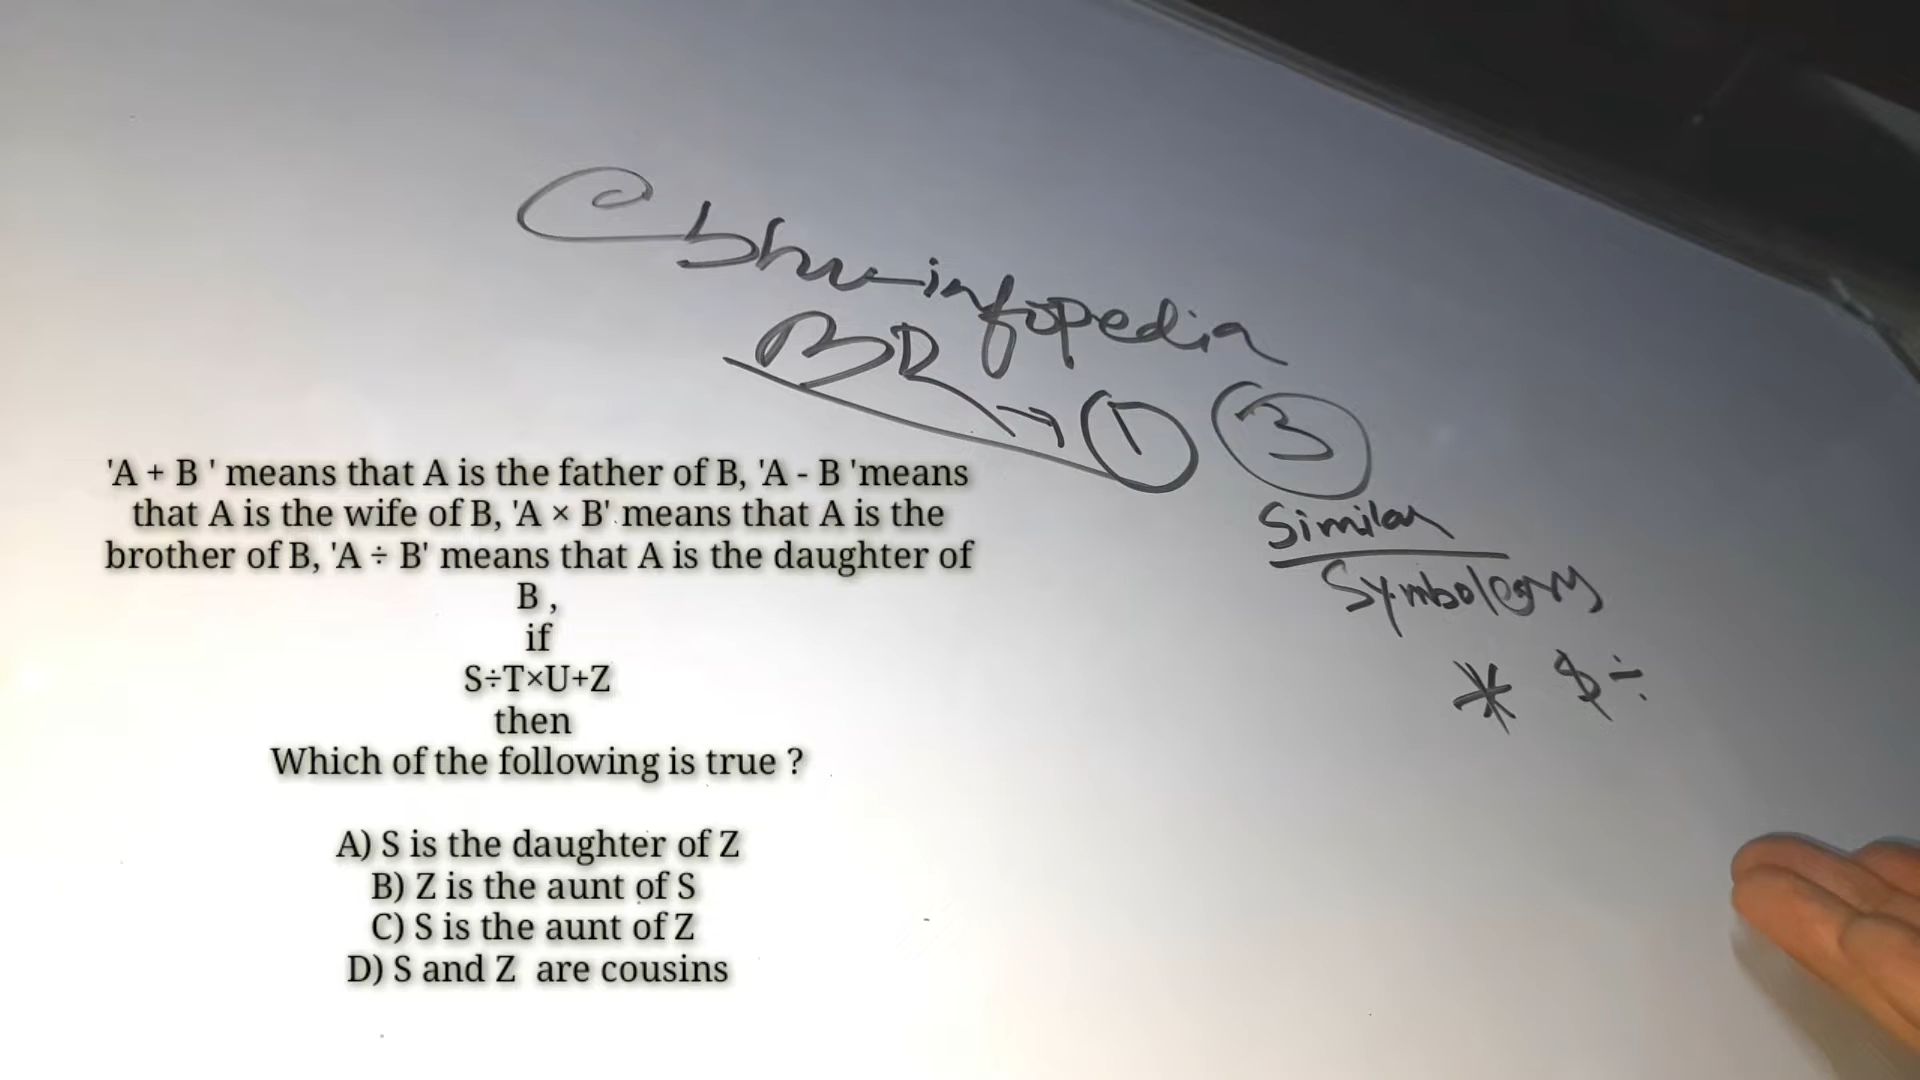 Cbhu-infopedia
BR → 1 3
Similar
Symbology
* $ ÷
'A + B ' means that A is the father of B, 'A - B 'means
that A is the wife of B, 'A × B' means that A is the
brother of B, 'A ÷ B' means that A is the daughter of
B ,
if
S÷T×U+Z
then
Which of the following is true ?
A) S is the daughter of Z
B) Z is the aunt of S
C) S is the aunt of Z
D) S and Z are cousins